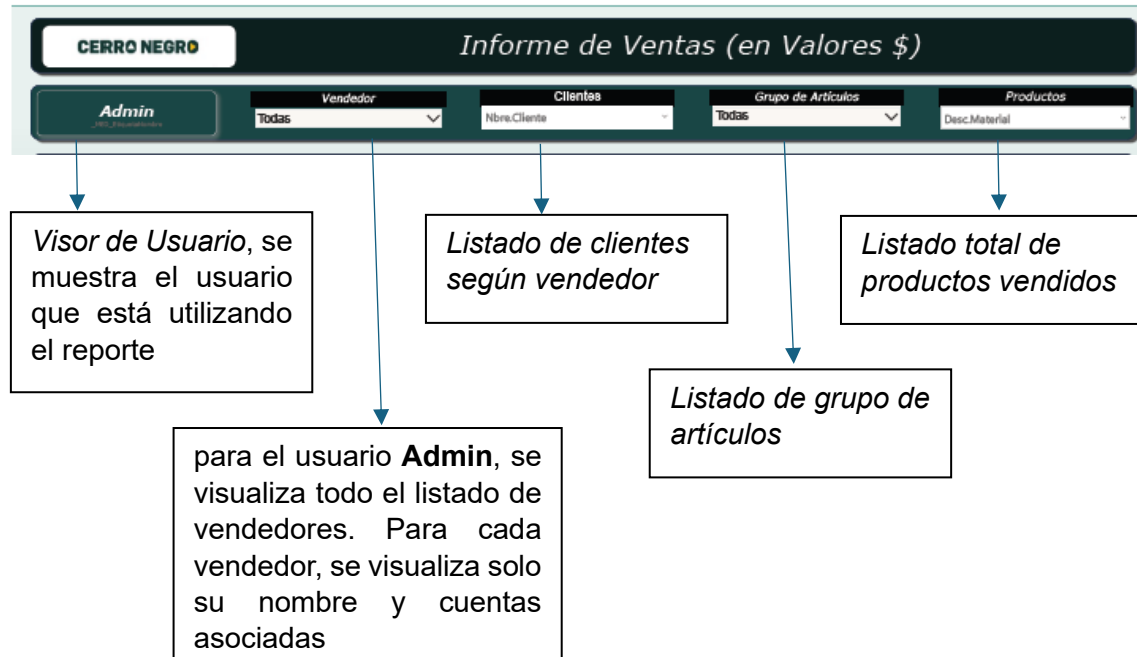 CERRO NEGRO
Informe de Ventas (en Valores $)
Admin
Vendedor
Todas
Clientes
Nbre.Cliente
Grupo de Artículos
Todas
Productos
Desc.Material
Visor de Usuario, se
muestra el usuario
que está utilizando
el reporte
Listado de clientes
según vendedor
Listado total de
productos vendidos
Listado de grupo de
artículos
para el usuario Admin, se
visualiza todo el listado de
vendedores. Para cada
vendedor, se visualiza solo
su nombre y cuentas
asociadas